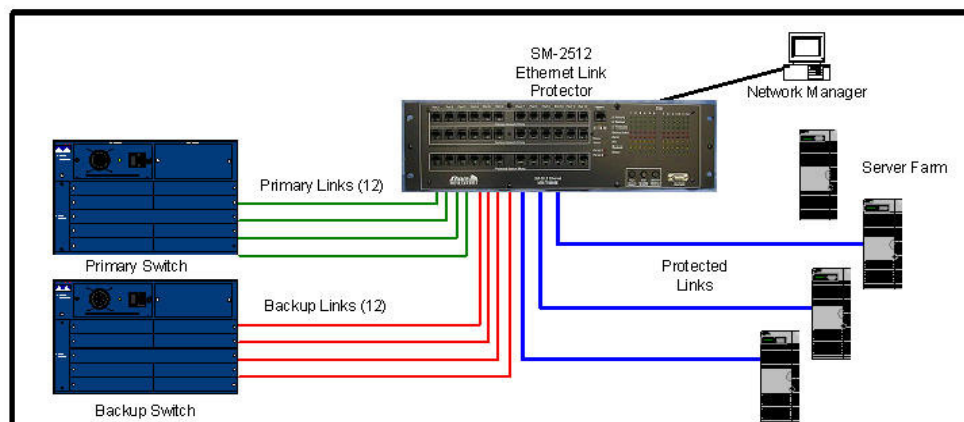 SM-2512
Ethernet Link
Protector
Network Manager
Server Farm
Primary Links (12)
Primary Switch
Protected
Links
Backup Links (12)
Backup Switch